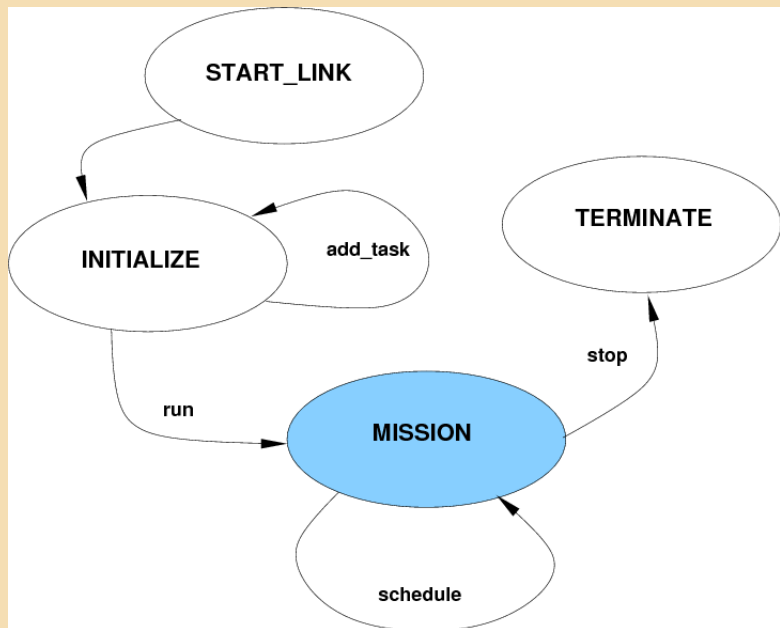 START_LINK
TERMINATE
add_task
INITIALIZE
stop
run
MISSION
schedule